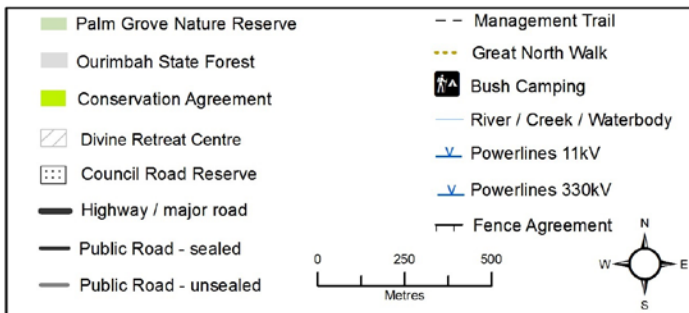 Palm Grove Nature Reserve
Ourimbah State Forest
Conservation Agreement
Divine Retreat Centre
Council Road Reserve
Highway / major road
Public Road - sealed
Public Road - unsealed
Management Trail
Great North Walk
Bush Camping
River / Creek / Waterbody
Powerlines 11kV
Powerlines 330kV
Fence Agreement
0 250 500
Metres
N
W E
S